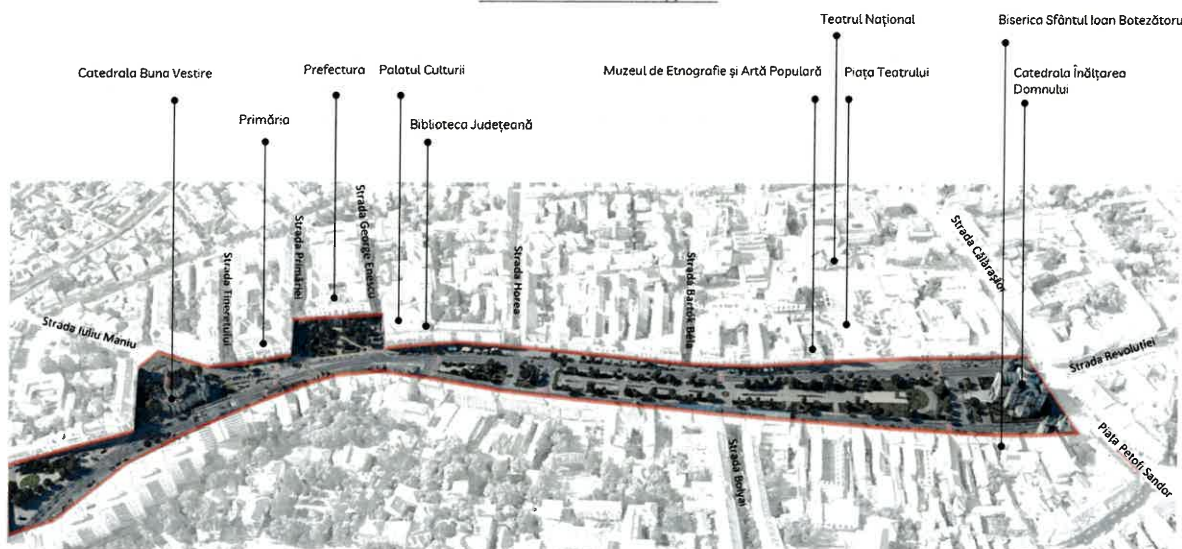 Teatrul Național
Biserica Sfântul Ioan Botezătoru
Catedrala Buna Vestire
Prefectura
Palatul Culturii
Muzeul de Etnografie și Artă Populară
Piața Teatrului
Catedrala Înălțarea
Domnului
Primăria
Biblioteca Județeană
Strada Iuliu Maniu
Strada Tineretului
Strada Primăriei
Strada George Enescu
Strada Horea
Strada Bartók Béla
Strada Călărașilor
Strada Revoluției
Strada Bolyai
Piața Petofi Sandor